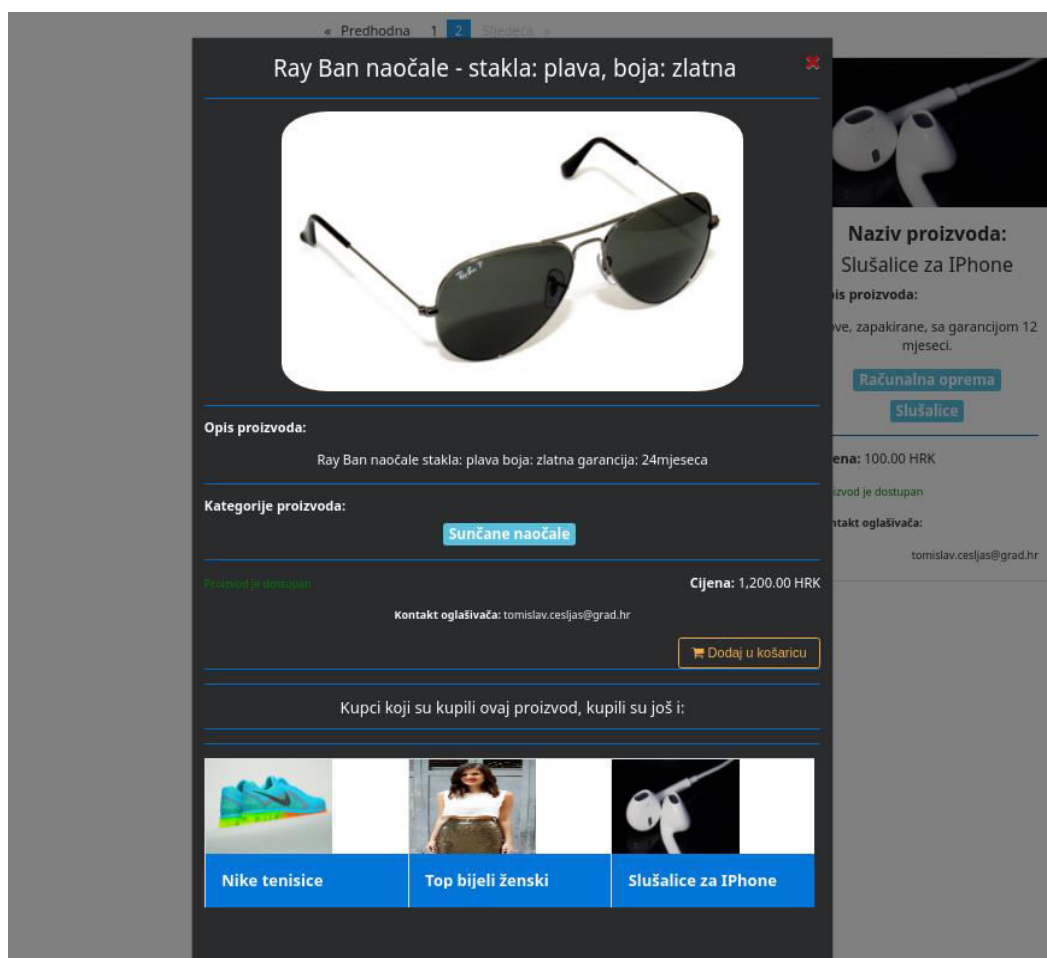 « Predhodna 1 2 Sljedeća »
Ray Ban naočale - stakla: plava, boja: zlatna
Ray-Ban P
Opis proizvoda:
Ray Ban naočale stakla: plava boja: zlatna garancija: 24mjeseca
Kategorije proizvoda:
Sunčane naočale
Proizvod je dostupan
Cijena: 1,200.00 HRK
Kontakt oglašivača: tomislav.cesljas@grad.hr
Dodaj u košaricu
Kupci koji su kupili ovaj proizvod, kupili su još i:
Nike tenisice
Top bijeli ženski
Slušalice za IPhone
Naziv proizvoda:
Slušalice za IPhone
is proizvoda:
ve, zapakirane, sa garancijom 12
mjeseci.
Računalna oprema
Slušalice
ena: 100.00 HRK
izvod je dostupan
ntakt oglašivača:
tomislav.cesljas@grad.hr